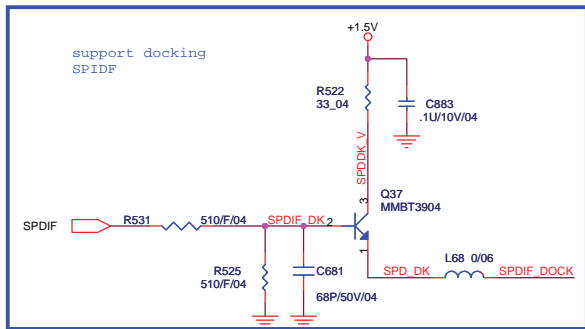 +1.5V
support docking
SPIDF
R522
33_04
C883
.1U/10V/04
SPDDK_V
3
Q37
MMBT3904
SPDIF
R531
510/F/04
SPDIF_DK
2
1
R525
510/F/04
C681
68P/50V/04
L68 0/06
SPD_DK
SPDIF_DOCK